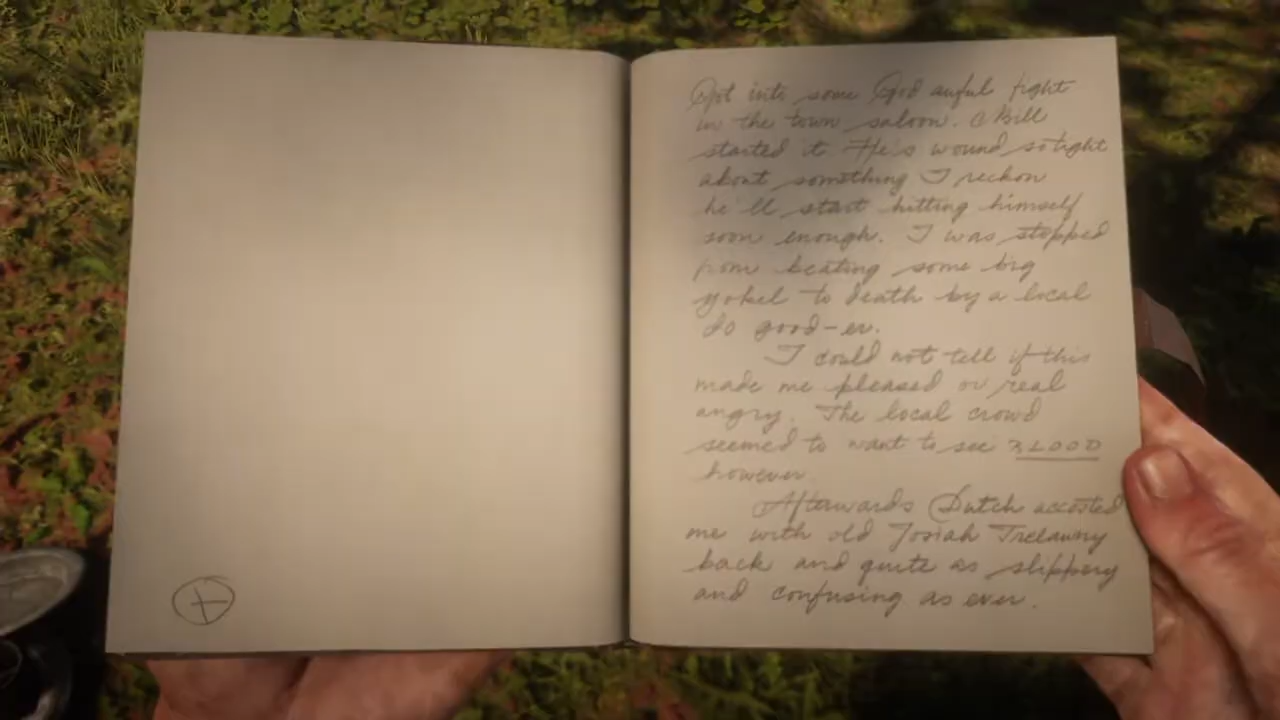 Got into some God awful fight
in the town saloon. Bill
started it. He's wound so tight
about something I reckon
he'll start hitting himself
soon enough. I was stopped
from beating some big
yokel to death by a local
do good-er.
I could not tell if this
made me pleased or real
angry. The local crowd
seemed to want to see BLOOD
however.
Afterwards Dutch accosted
me with old Josiah Trelawny
back and quite as slippery
and confusing as ever.